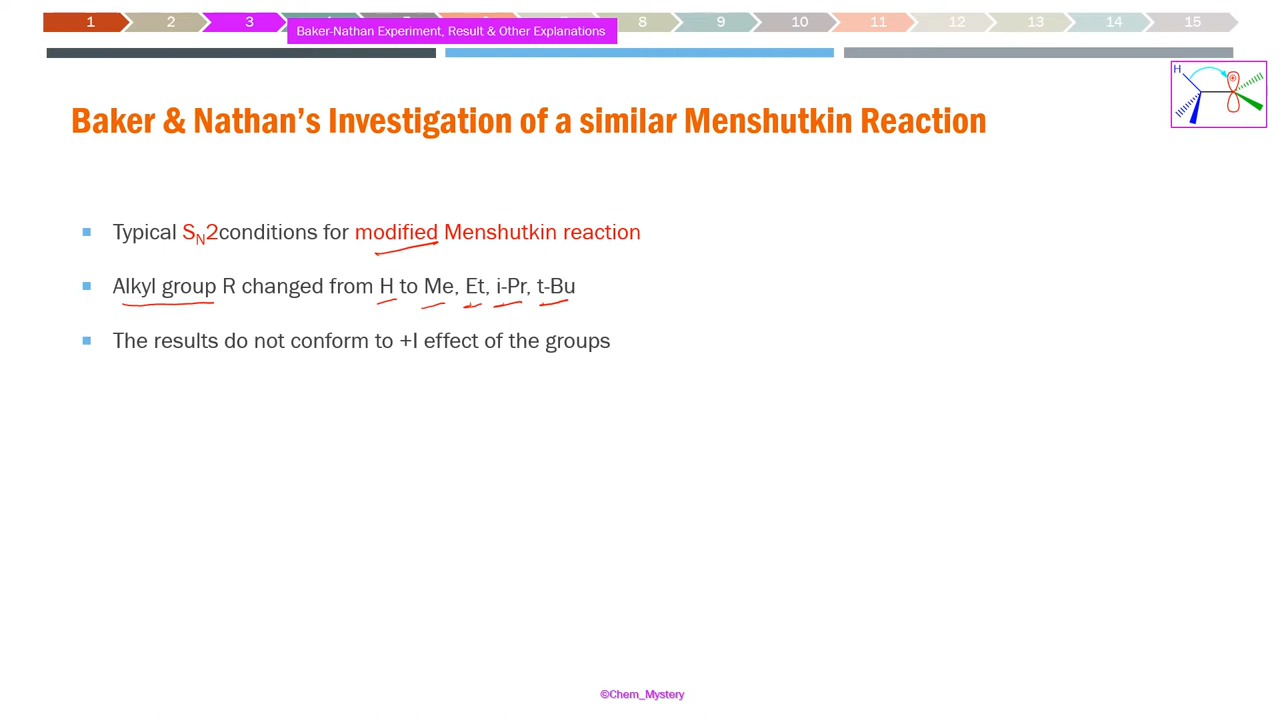 1 2 3 8 9 10 11 12 13 14 15
Baker-Nathan Experiment, Result & Other Explanations
H
Baker & Nathan's Investigation of a similar Menshutkin Reaction
Typical SN2conditions for modified Menshutkin reaction
Alkyl group R changed from H to Me, Et, i-Pr, t-Bu
The results do not conform to +I effect of the groups
©Chem_Mystery